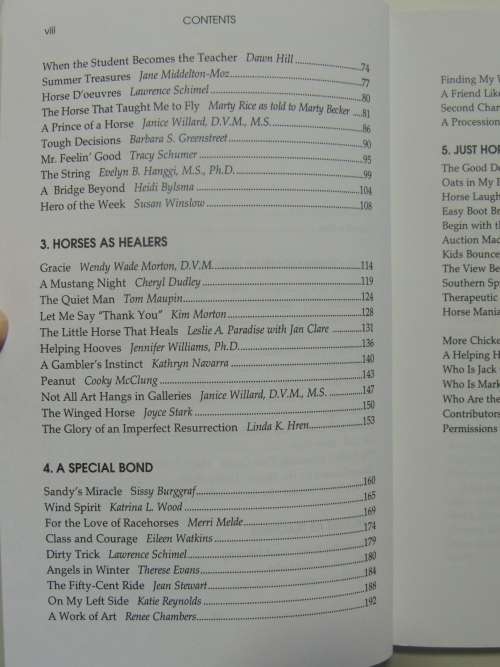 viii
CONTENTS
When the Student Becomes the Teacher Dawn Hill ....................74
Summer Treasures Jane Middelton-Moz....................77
Horse D'oeuvres Lawrence Schimel....................80
The Horse That Taught Me to Fly Marty Rice as told to Marty Becker ....81
A Prince of a Horse Janice Willard, D.V.M., M.S. ....................86
Tough Decisions Barbara S. Greenstreet....................90
Mr. Feelin' Good Tracy Schumer....................95
The String Evelyn B. Hanggi, M.S., Ph.D.....................99
A Bridge Beyond Heidi Bylsma ....................104
Hero of the Week Susan Winslow....................108
3. HORSES AS HEALERS
Gracie Wendy Wade Morton, D.V.M.....................114
A Mustang Night Cheryl Dudley....................119
The Quiet Man Tom Maupin....................124
Let Me Say “Thank You” Kim Morton....................128
The Little Horse That Heals Leslie A. Paradise with Jan Clare ..........131
Helping Hooves Jennifer Williams, Ph.D.....................136
A Gambler's Instinct Kathryn Navarra ....................140
Peanut Cooky McClung....................143
Not All Art Hangs in Galleries Janice Willard, D.V.M., M.S. ..........147
The Winged Horse Joyce Stark....................150
The Glory of an Imperfect Resurrection Linda K. Hren....................153
4. A SPECIAL BOND
Sandy's Miracle Sissy Burggraf....................160
Wind Spirit Katrina L. Wood ....................165
For the Love of Racehorses Merri Melde....................169
Class and Courage Eileen Watkins ....................174
Dirty Trick Lawrence Schimel....................179
Angels in Winter Therese Evans....................180
The Fifty-Cent Ride Jean Stewart....................184
On My Left Side Katie Reynolds....................188
A Work of Art Renee Chambers....................192
Finding My
A Friend Lik
Second Chan
A Procession
5. JUST HOR
The Good De
Oats in My
Horse Laugh
Easy Boot Br
Begin with th
Auction Mad
Kids Bounce
The View Be
Southern Sp
Therapeutic
Horse Mania
More Chicke
A Helping H
Who Is Jack
Who Is Mark
Who Are the
Contributors
Permissions